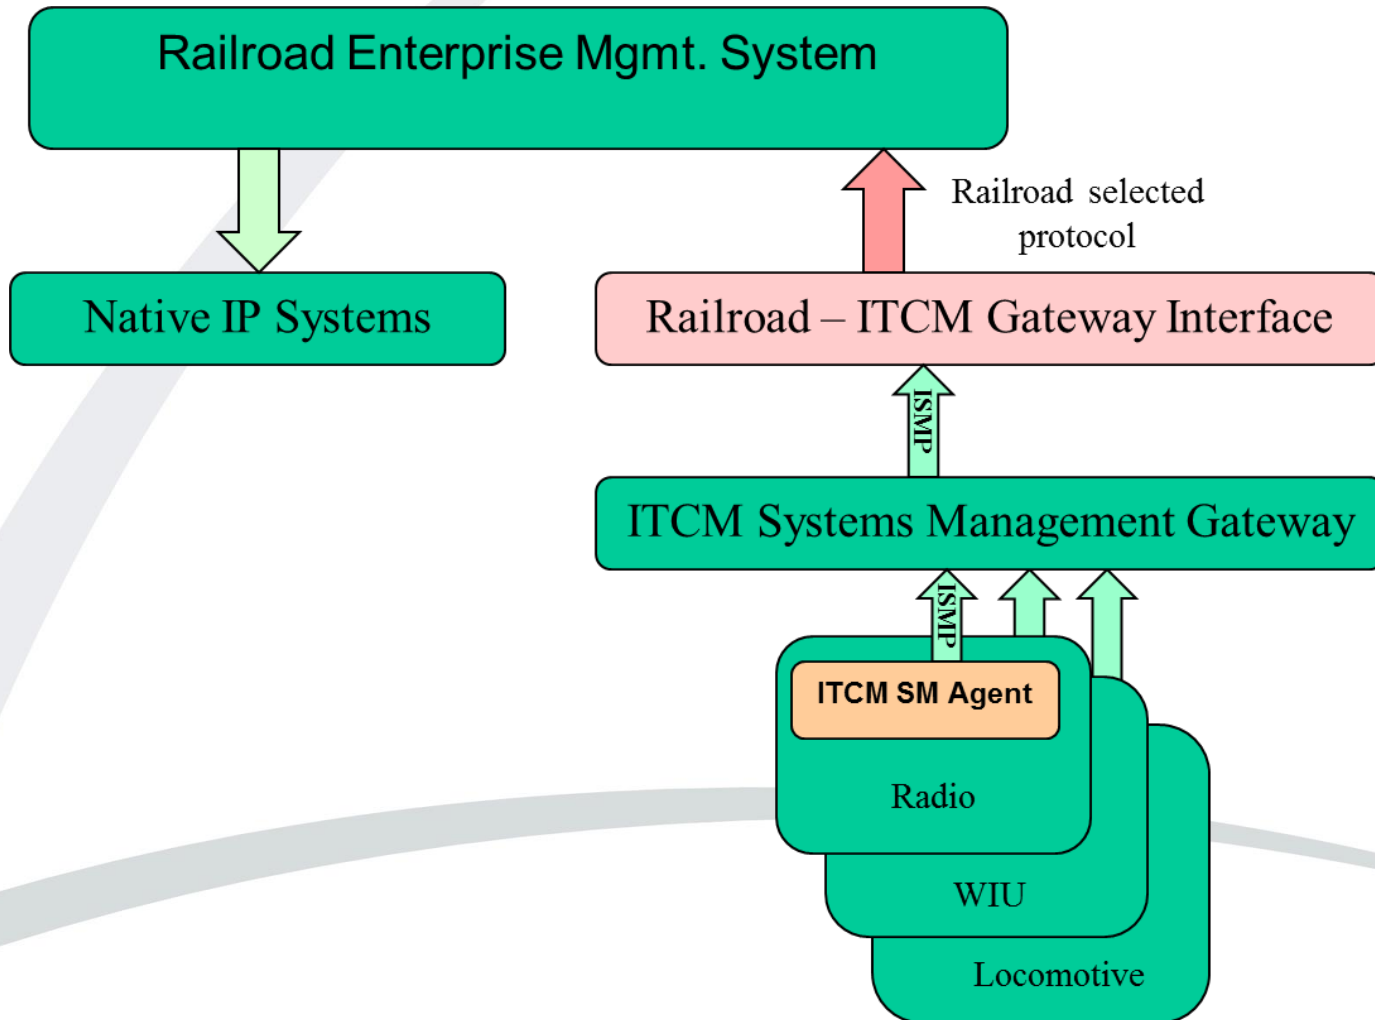 Railroad Enterprise Mgmt. System
Railroad selected
protocol
Native IP Systems
Railroad – ITCM Gateway Interface
ISMP
ITCM Systems Management Gateway
ISMP
ITCM SM Agent
Radio
WIU
Locomotive